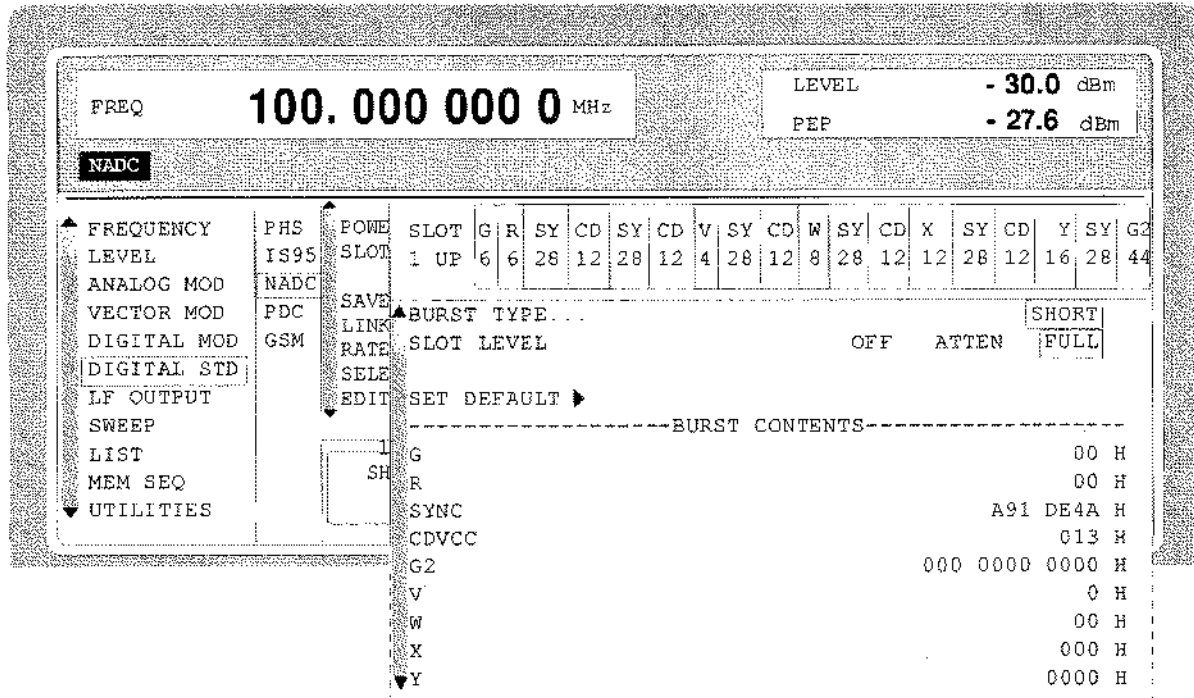 FREQ 100. 000 000 0 MHz
LEVEL - 30.0 dBm
PEP - 27.6 dBm
NADC
FREQUENCY
LEVEL
ANALOG MOD
VECTOR MOD
DIGITAL MOD
DIGITAL STD
LF OUTPUT
SWEEP
LIST
MEM SEQ
UTILITIES
PHS
IS95
NADC
PDC
GSM
POWE
SLOT
SAVE
LINK
RATE
SELE
EDIT
1
SH
SLOT G R SY CD SY CD V SY CD W SY CD X SY CD Y SY G2
1 UP 6 6 28 12 28 12 4 28 12 8 28 12 12 28 12 16 28 44
BURST TYPE... SHORT
SLOT LEVEL OFF ATTEN FULL
SET DEFAULT
BURST CONTENTS
G 00 H
R 00 H
SYNC A91 DE4A H
CDVCC 013 H
G2 000 0000 0000 H
V 0 H
W 00 H
X 000 H
Y 0000 H